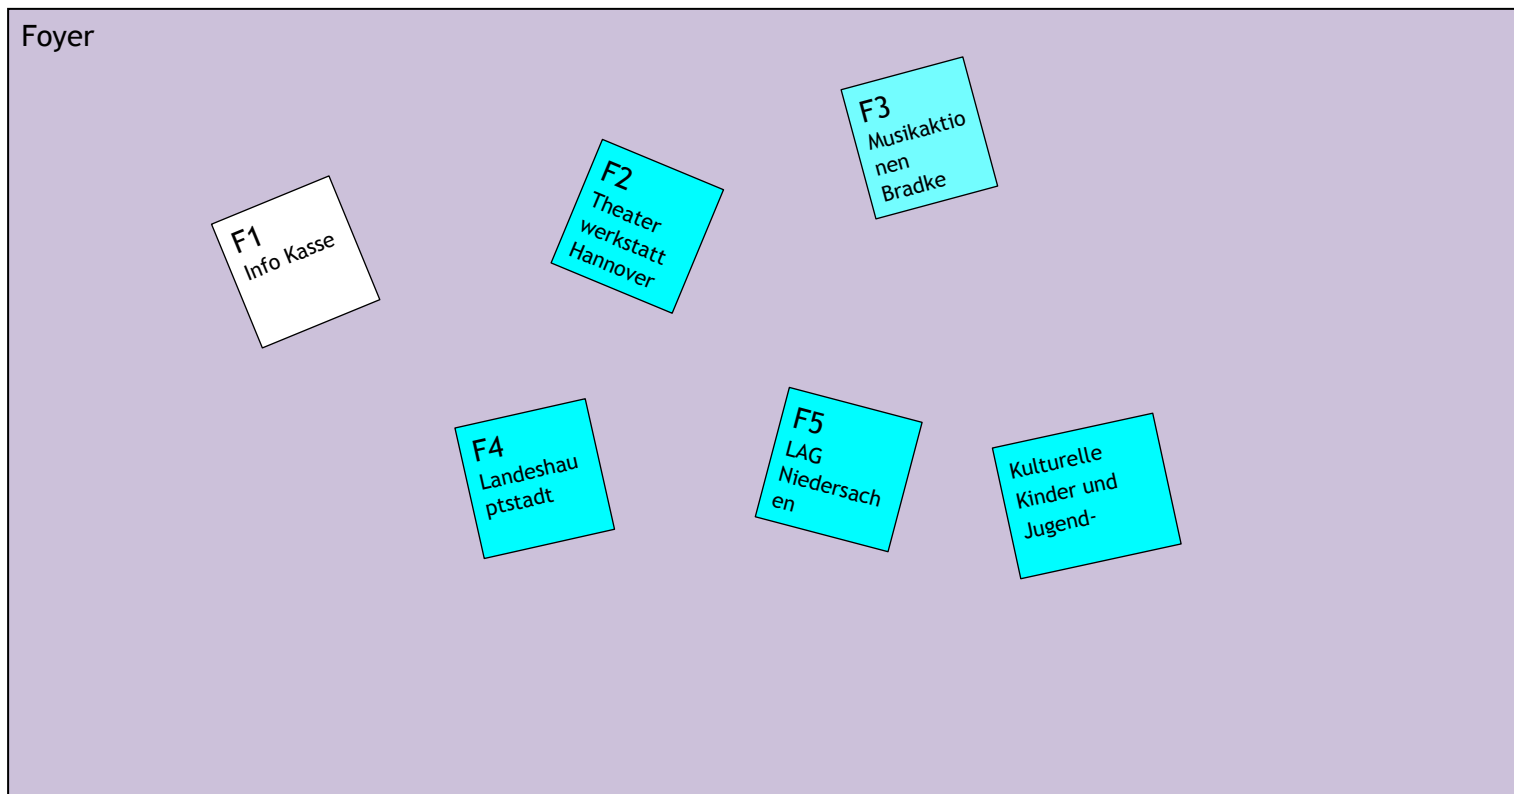 Foyer
F1
Info Kasse
F2
Theater
werkstatt
Hannover
F3
Musikaktio
nen
Bradke
F4
Landeshau
ptstadt
F5
LAG
Niedersach
en
Kulturelle
Kinder und
Jugend-